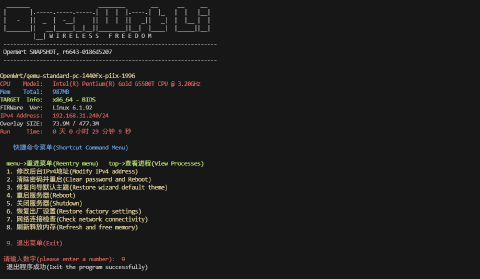 W I R E L E S S   F R E E D O M
OpenWrt SNAPSHOT, r6643-0186d5207
OpenWrt/qemu-standard-pc-i440fx-piix-1996
CPU Model: Intel(R) Pentium(R) Gold G5500T CPU @ 3.20GHz
Mem Total: 987MB
TARGET Info: x86_64 - BIOS
FIRWare Ver: Linux 6.1.92
IPv4 Address: 192.168.31.240/24
Overlay SIZE: 73.9M / 477.3M
Run Time: 0 天 0 小时 29 分钟 9 秒
快捷命令菜单(Shortcut Command Menu)
menu->重进菜单(Reentry menu) top->查看进程(View Processes)
1. 修改后台IPv4地址(Modify IPv4 address)
2. 清除密码并重启(Clear password and Reboot)
3. 修复向导默认主题(Restore wizard default theme)
4. 重启服务器(Reboot)
5. 关闭服务器(Shutdown)
6. 恢复出厂设置(Restore factory settings)
7. 网络连接检查(Check network connectivity)
8. 刷新释放内存(Refresh and free memory)
9. 退出菜单(Exit)
请输入数字(please enter a number): 0
退出程序成功(Exit the program successfully)